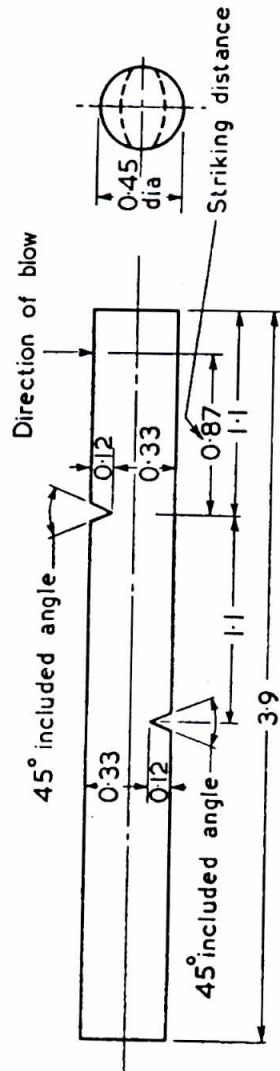 45° included angle
Direction of blow
0·12
0·33
0·45
dia
0·33
0·12
0·87
Striking distance
1·1
1·1
45° included angle
3·9